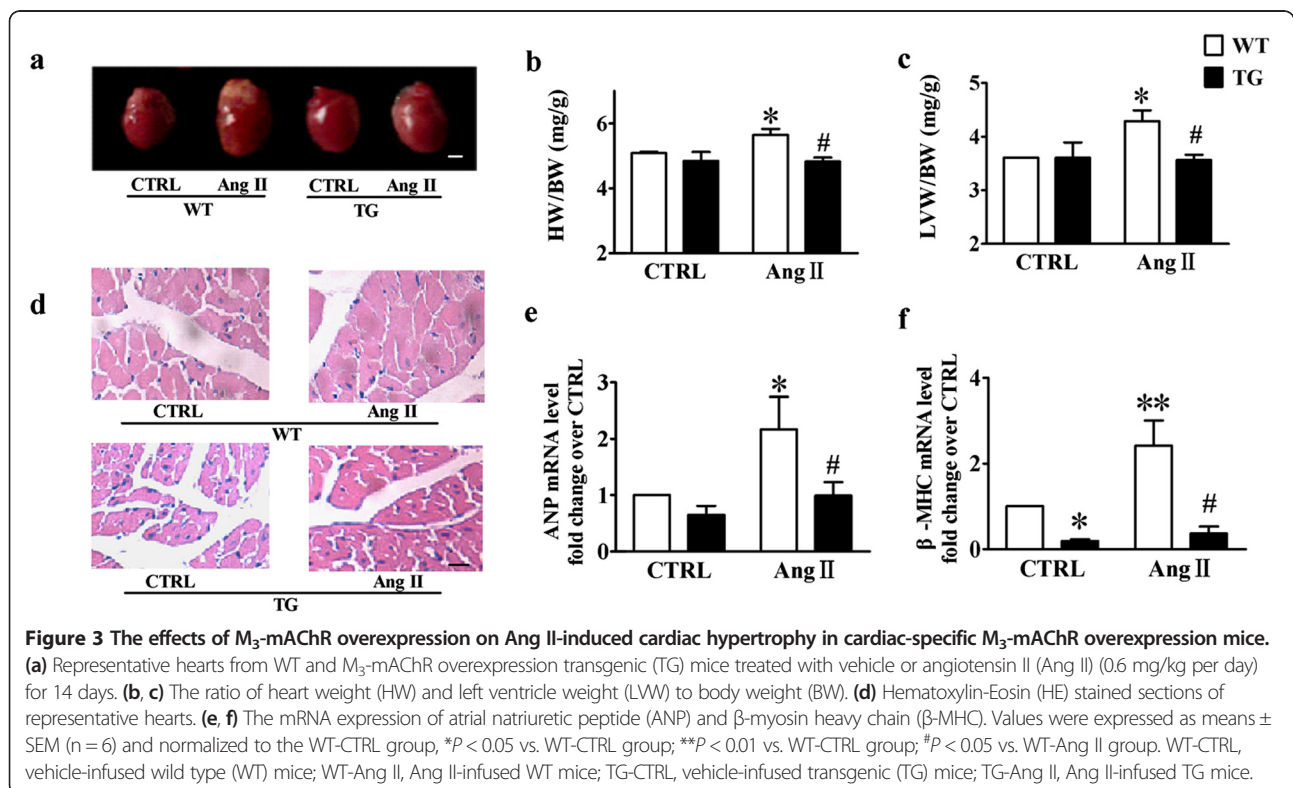 a
CTRL Ang II CTRL Ang II
WT TG
b
HW/BW (mg/g)
6
4
2
*
#
CTRL Ang Ⅱ
c
WT
TG
LVW/BW (mg/g)
5
4
3
2
*
#
CTRL Ang Ⅱ
d
CTRL Ang II
WT
CTRL Ang II
TG
e
ANP mRNA level
fold change over CTRL
3
2
1
0
*
#
CTRL Ang Ⅱ
f
β -MHC mRNA level
fold change over CTRL
4
2
0
*
**
#
CTRL Ang Ⅱ
Figure 3 The effects of M₃-mAChR overexpression on Ang II-induced cardiac hypertrophy in cardiac-specific M₃-mAChR overexpression mice.
(a) Representative hearts from WT and M₃-mAChR overexpression transgenic (TG) mice treated with vehicle or angiotensin II (Ang II) (0.6 mg/kg per day)
for 14 days. (b, c) The ratio of heart weight (HW) and left ventricle weight (LVW) to body weight (BW). (d) Hematoxylin-Eosin (HE) stained sections of
representative hearts. (e, f) The mRNA expression of atrial natriuretic peptide (ANP) and β-myosin heavy chain (β-MHC). Values were expressed as means ±
SEM (n = 6) and normalized to the WT-CTRL group, *P < 0.05 vs. WT-CTRL group; **P < 0.01 vs. WT-CTRL group; #P < 0.05 vs. WT-Ang II group. WT-CTRL,
vehicle-infused wild type (WT) mice; WT-Ang II, Ang II-infused WT mice; TG-CTRL, vehicle-infused transgenic (TG) mice; TG-Ang II, Ang II-infused TG mice.